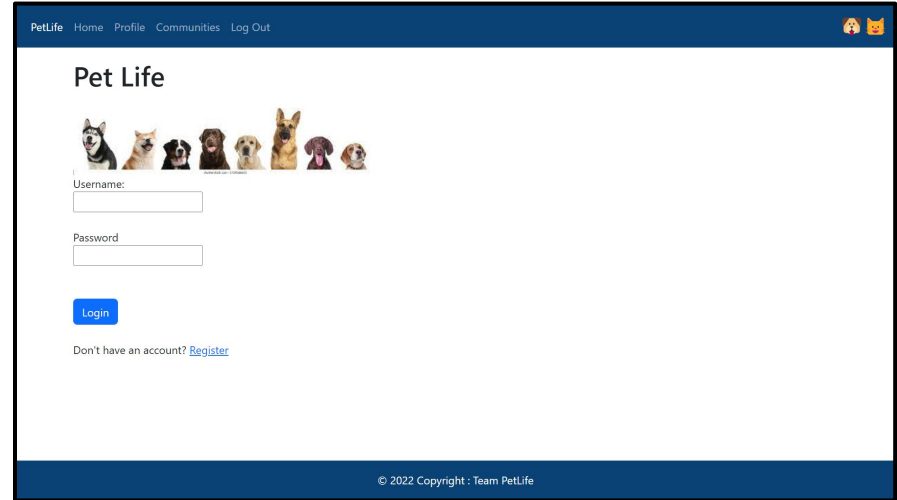 PetLife Home Profile Communities Log Out
Pet Life
Username:
Password
Login
Don't have an account? Register
© 2022 Copyright : Team PetLife